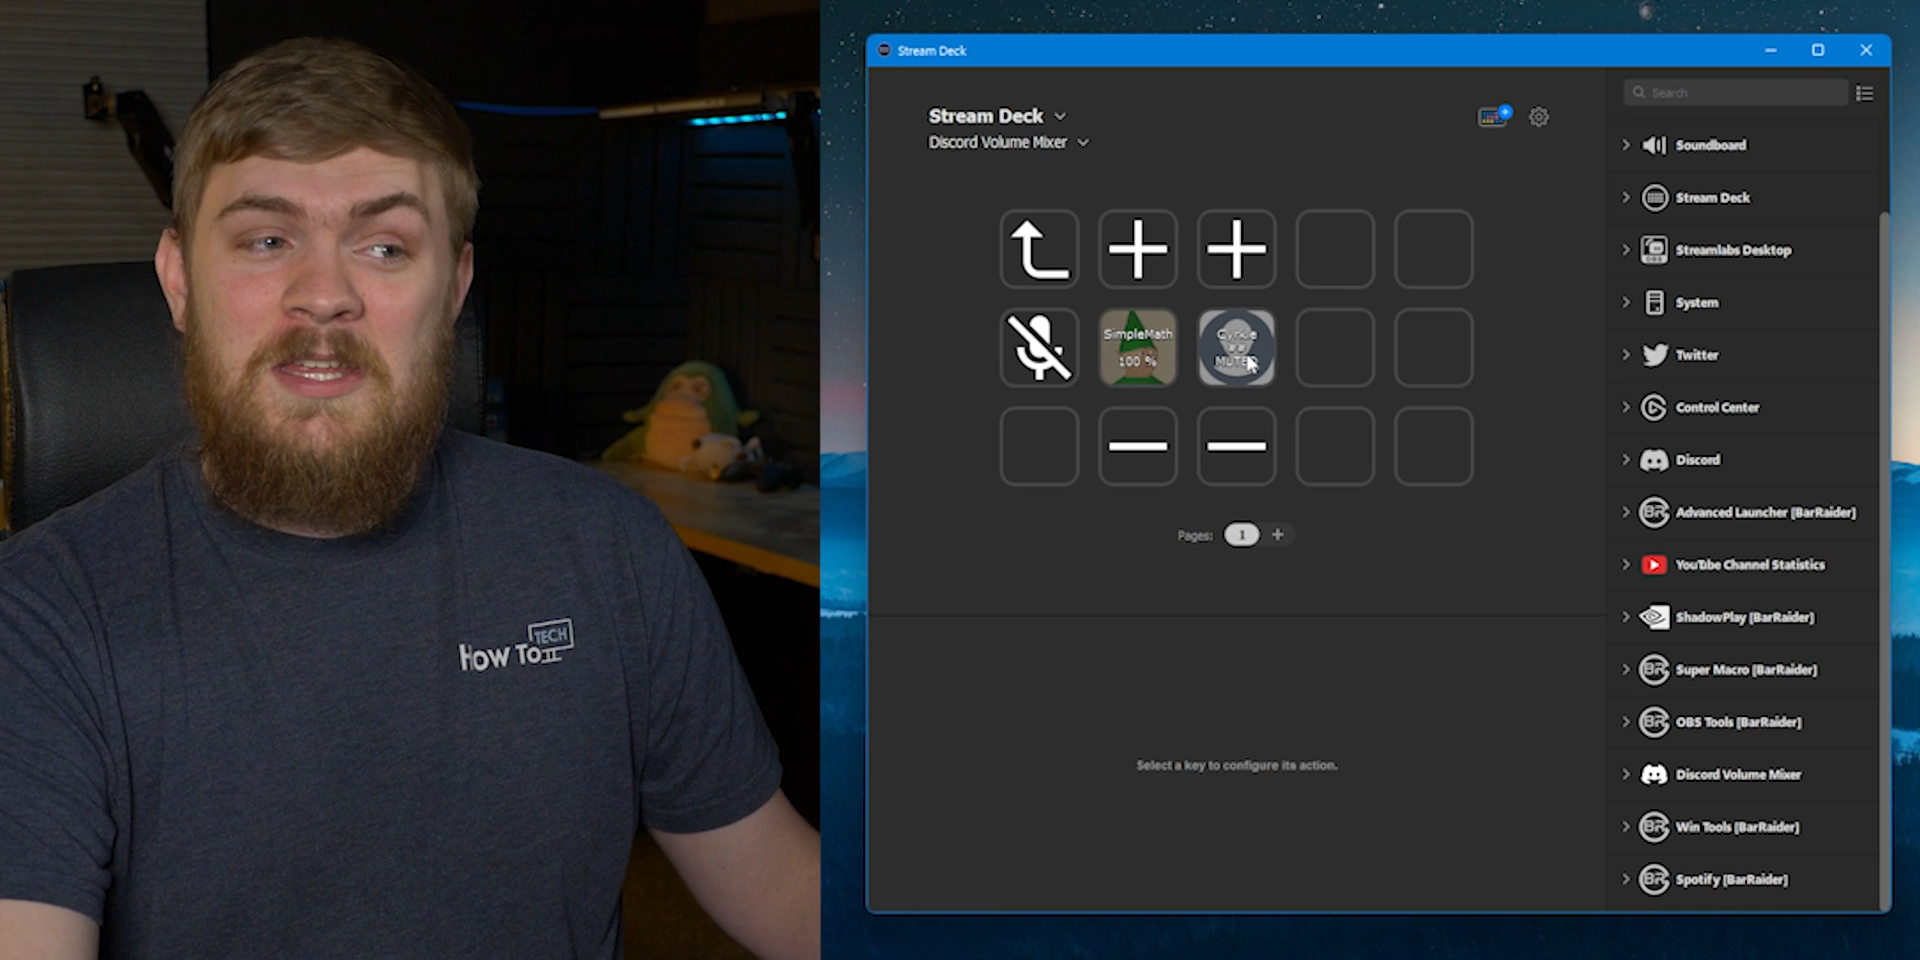 TECH
How To
Stream Deck
Stream Deck
Discord Volume Mixer
SimpleMath
100 %
##
MUTED
Pages:
1
+
Select a key to configure its action.
Search
Soundboard
Stream Deck
Streamlabs Desktop
System
Twitter
Control Center
Discord
Advanced Launcher [BarRaider]
YouTube Channel Statistics
ShadowPlay [BarRaider]
Super Macro [BarRaider]
OBS Tools [BarRaider]
Discord Volume Mixer
Win Tools [BarRaider]
Spotify [BarRaider]